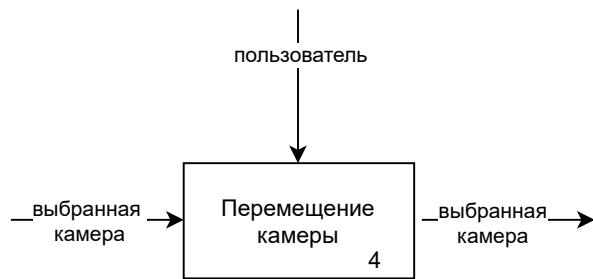 пользователь
выбранная
камера
Перемещение
камеры
4
выбранная
камера